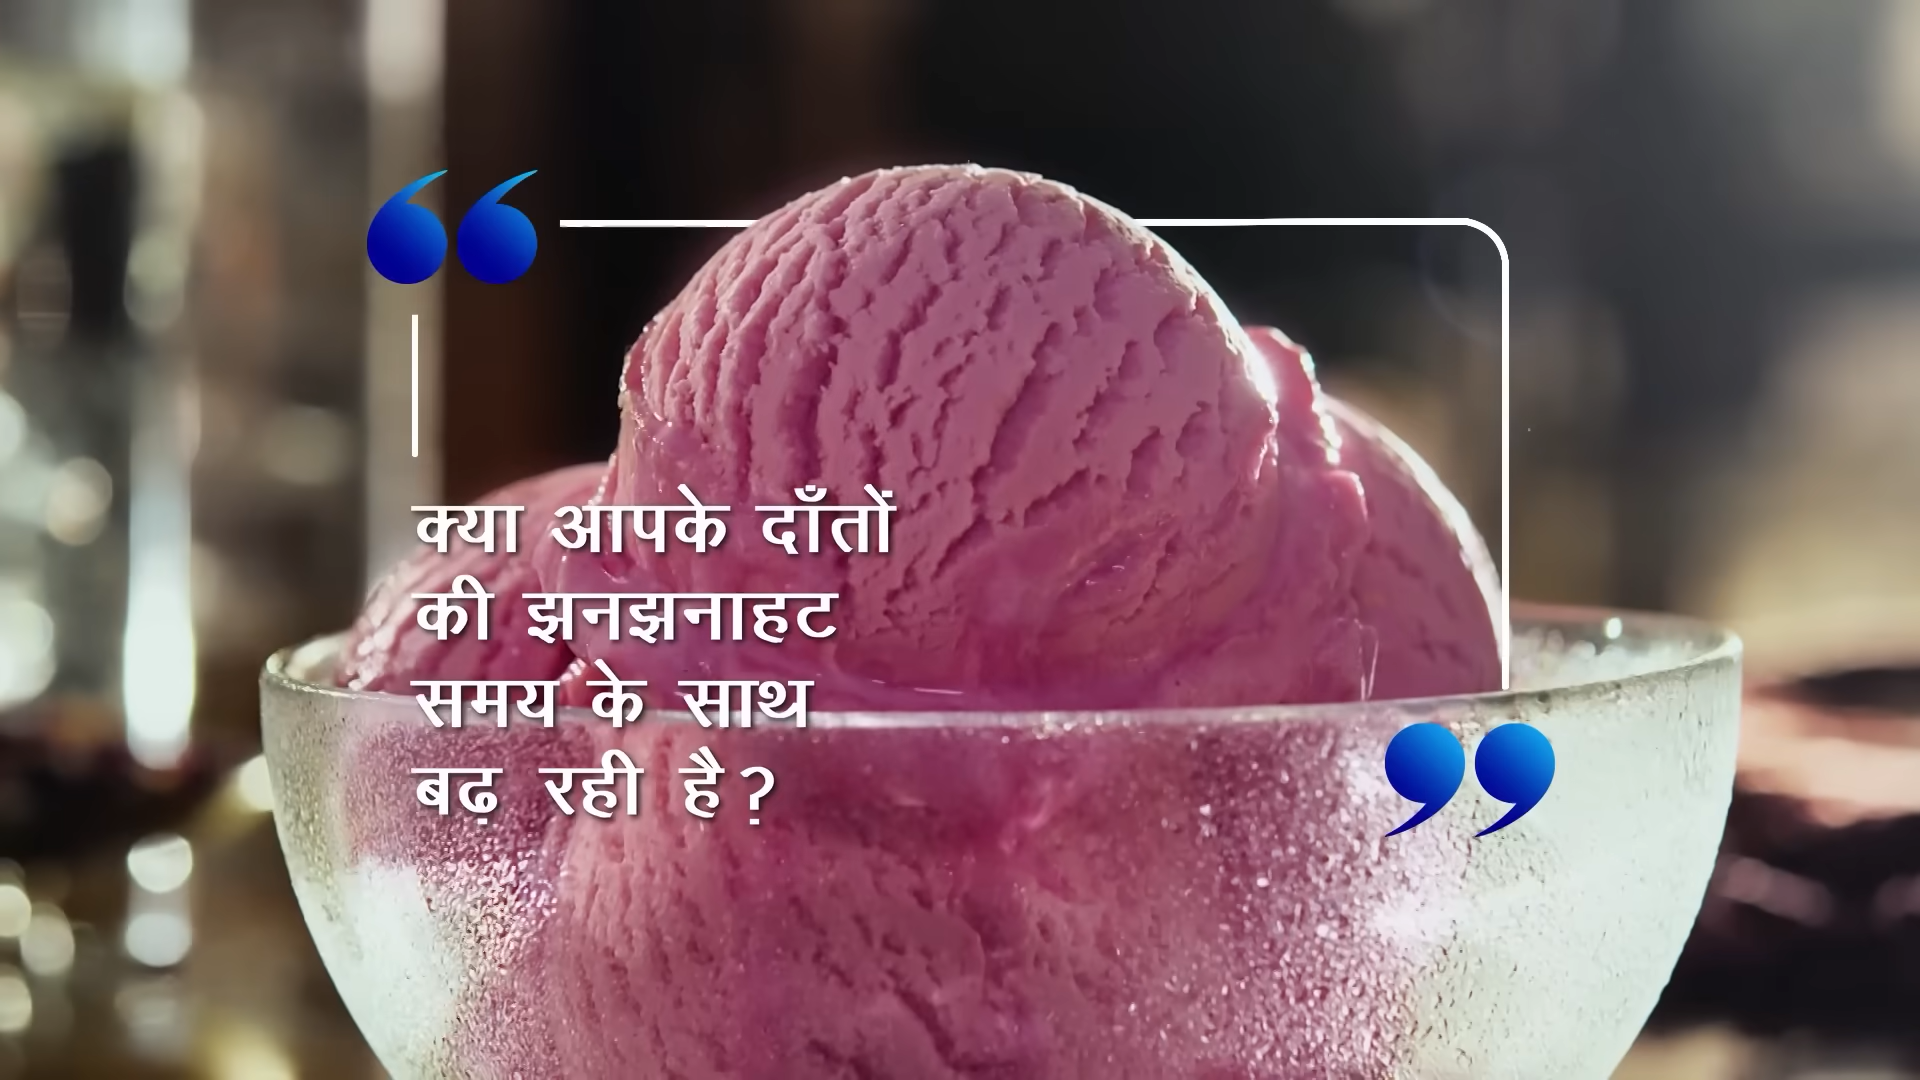 “
क्या आपके दाँतों
की झनझनाहट
समय के साथ
बढ़ रही है?
”